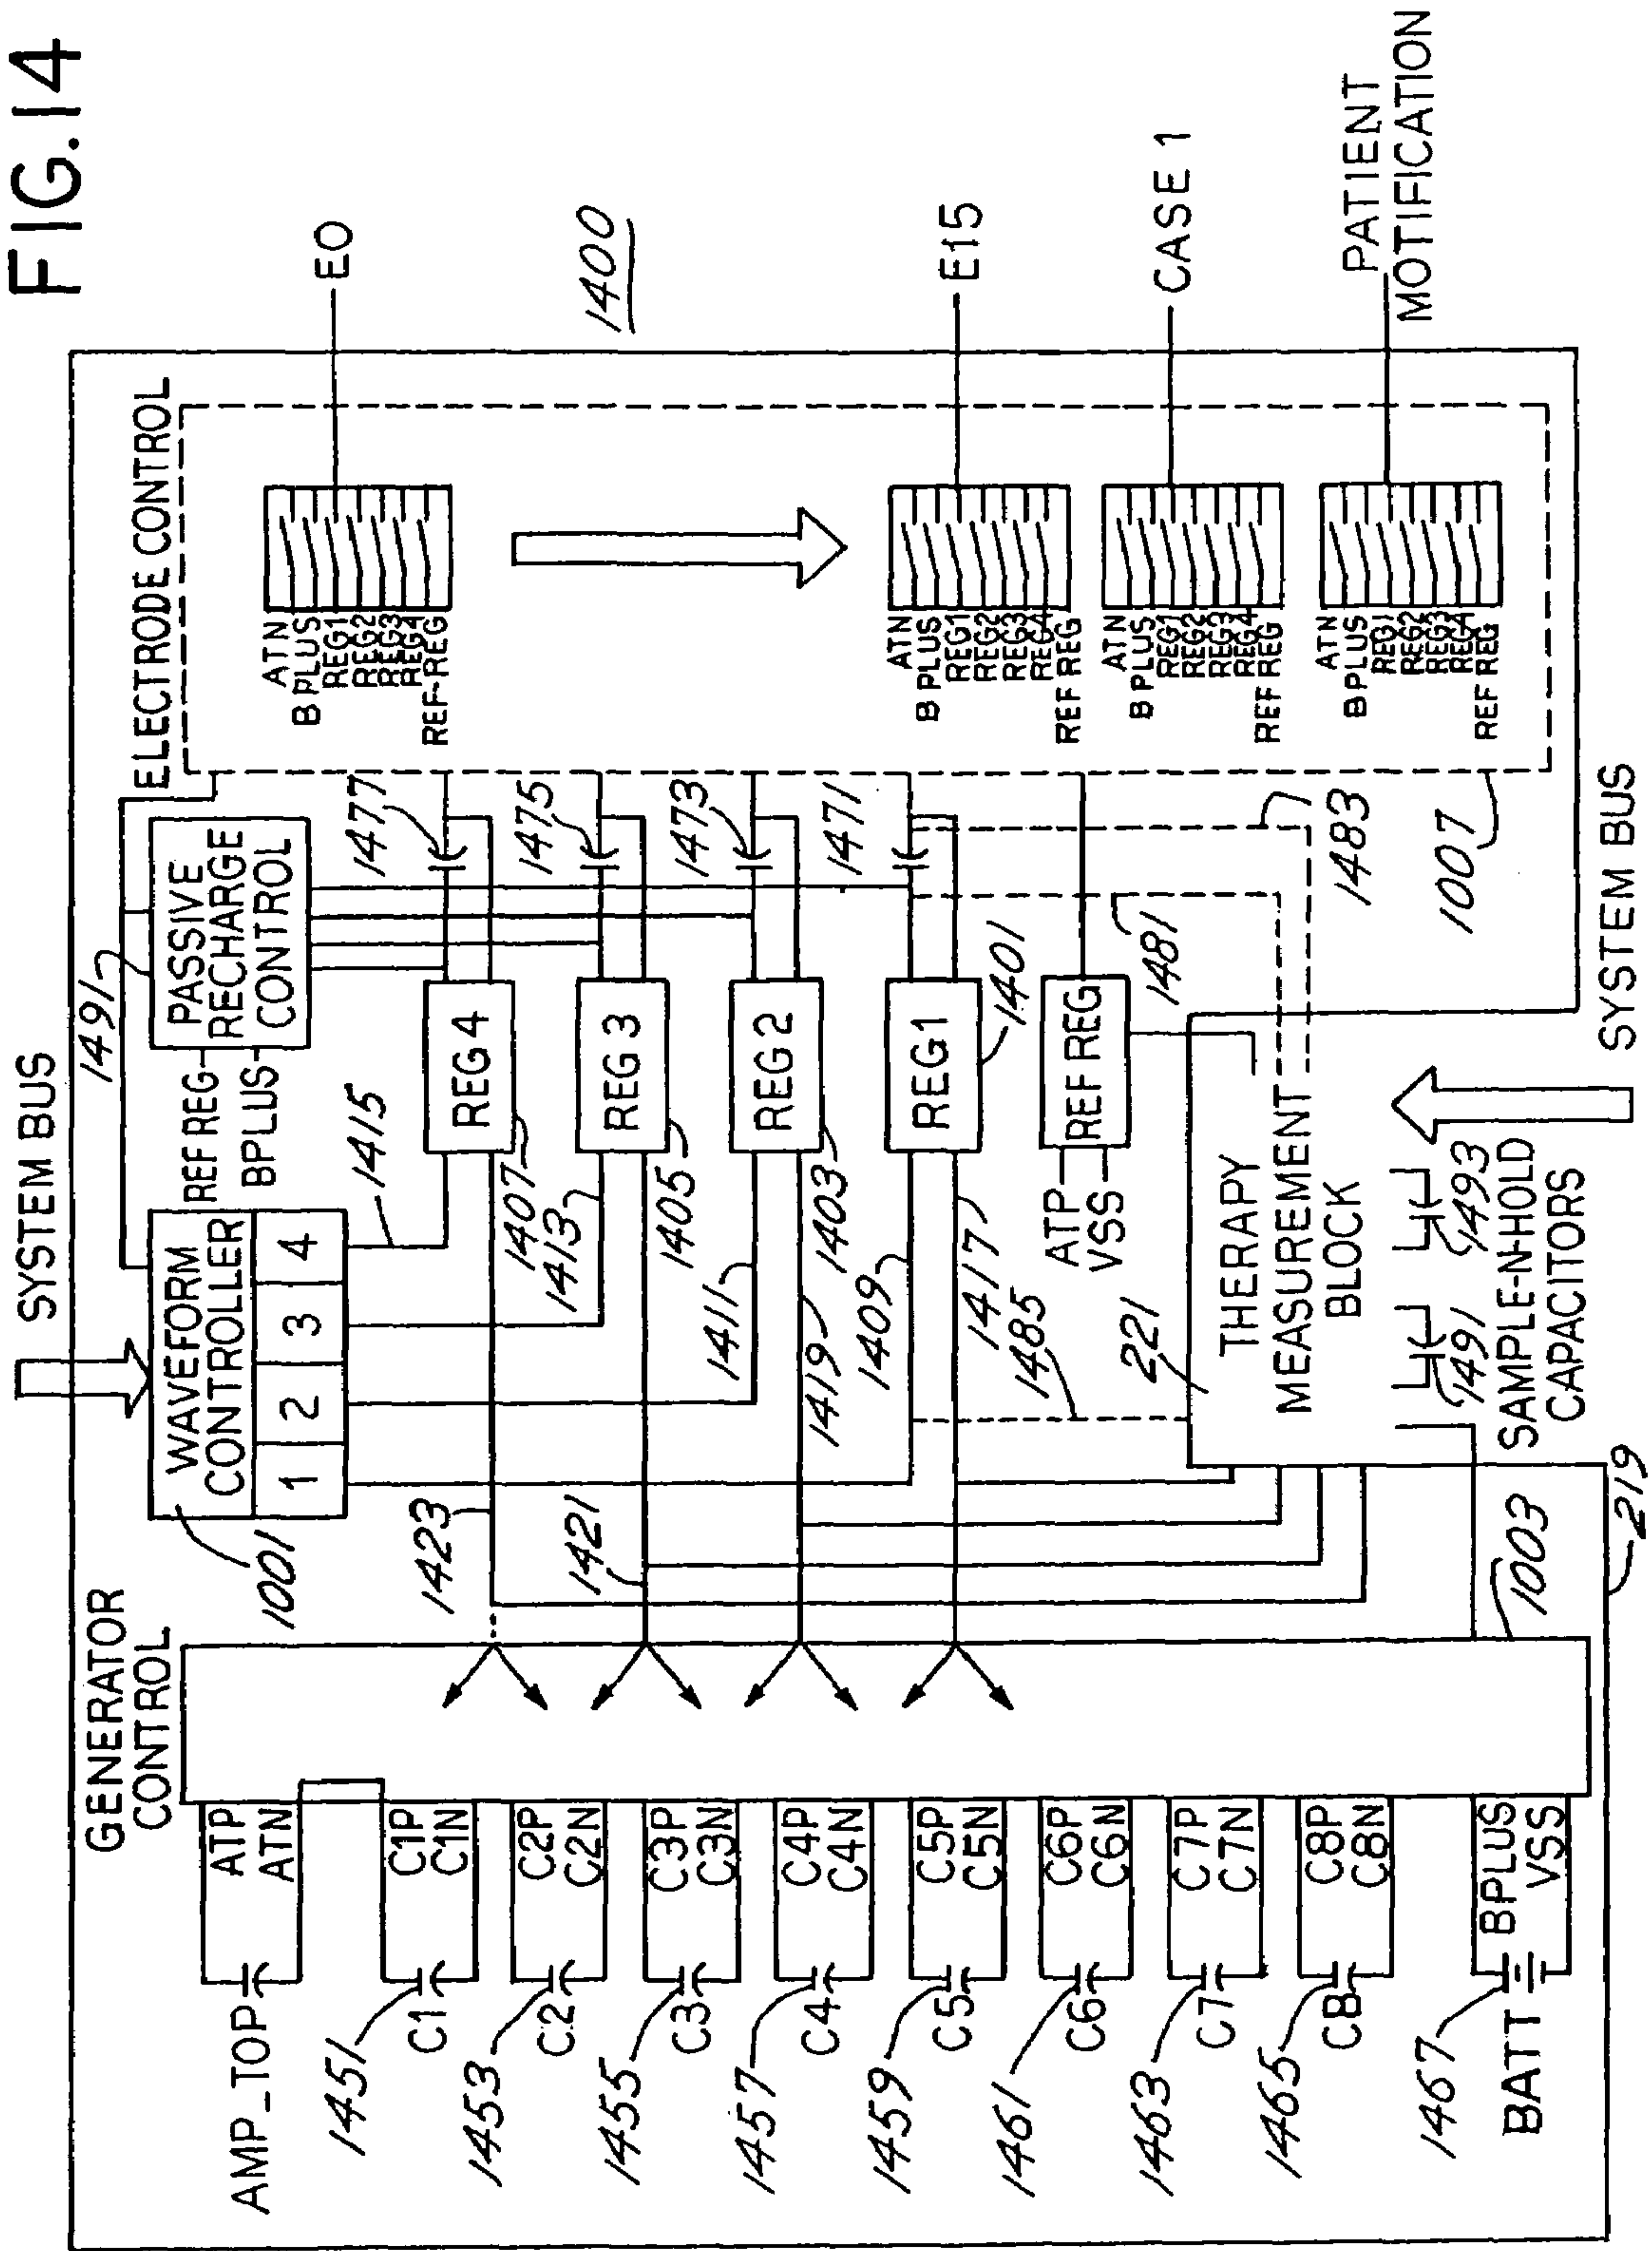 FIG.14
SYSTEM BUS
GENERATOR
CONTROL
1001
WAVEFORM
CONTROLLER
1 2 3 4
REF REG
BPLUS
1491
PASSIVE
RECHARGE
CONTROL
ELECTRODE CONTROL
AMP_TOP
ATP
ATN
1451
C1
C1P
C1N
1453
C2
C2P
C2N
1455
C3
C3P
C3N
1457
C4
C4P
C4N
1459
C5
C5P
C5N
1461
C6
C6P
C6N
1463
C7
C7P
C7N
1465
C8
C8P
C8N
1467
BATT
BPLUS
VSS
1423
1421
1415
1407
1413
1405
1411
1403
1419
1409
1417
1485
REG 4
REG 3
REG 2
REG1
1401
ATP
VSS
REF REG
1477
1475
1473
1471
1481
1483
1007
ATN
BPLUS
REG1
REG2
REG3
REG4
REF-REG
E0
1400
ATN
BPLUS
REG1
REG2
REG3
REG4
REF REG
E15
ATN
BPLUS
REG1
REG2
REG3
REG4
REF REG
CASE 1
ATN
BPLUS
REG1
REG2
REG3
REG4
REF REG
PATIENT
MOTIFICATION
221
THERAPY
MEASUREMENT
BLOCK
1491
1493
SAMPLE-N-HOLD
CAPACITORS
SYSTEM BUS
1003
219